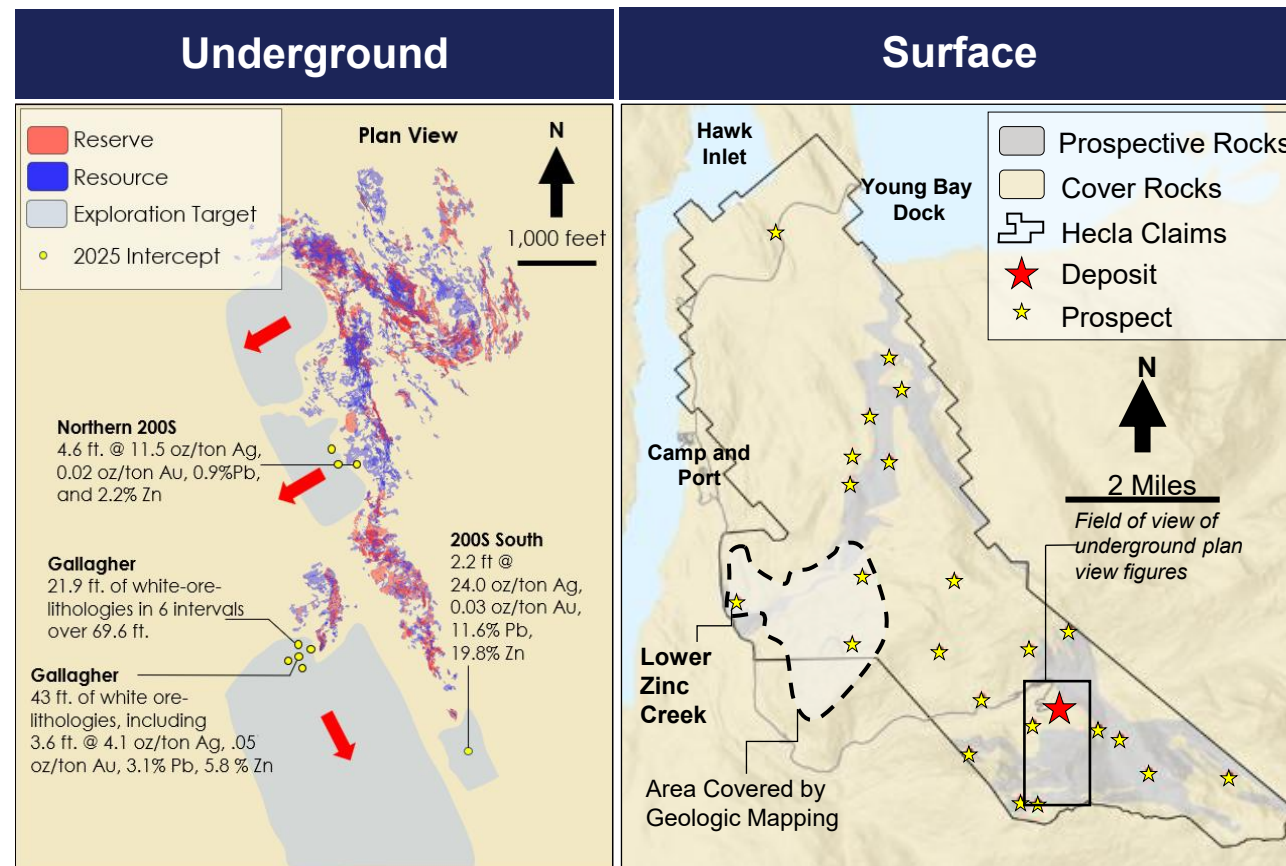 Underground
Reserve
Resource
Exploration Target
2025 Intercept
Plan View
N
1,000 feet
Northern 200S
4.6 ft. @ 11.5 oz/ton Ag,
0.02 oz/ton Au, 0.9%Pb,
and 2.2% Zn
Gallagher
21.9 ft. of white-ore-
lithologies in 6 intervals
over 69.6 ft.
Gallagher
43 ft. of white ore-
lithologies, including
3.6 ft. @ 4.1 oz/ton Ag, .05
oz/ton Au, 3.1% Pb, 5.8 % Zn
200S South
2.2 ft @
24.0 oz/ton Ag,
0.03 oz/ton Au,
11.6% Pb,
19.8% Zn
Surface
Hawk
Inlet
Young Bay
Dock
Prospective Rocks
Cover Rocks
Hecla Claims
Deposit
Prospect
N
2 Miles
Camp and
Port
Field of view of
underground plan
view figures
Lower
Zinc
Creek
Area Covered by
Geologic Mapping